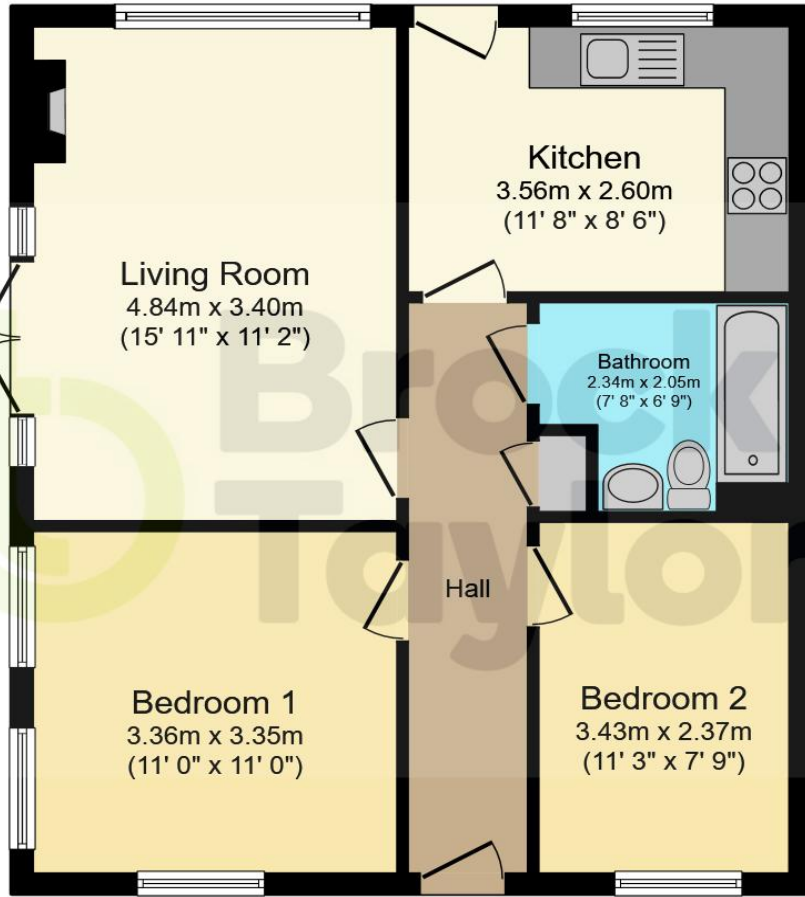 Kitchen
3.56m x 2.60m
(11' 8" x 8' 6")
Living Room
4.84m x 3.40m
(15' 11" x 11' 2")
Bathroom
2.34m x 2.05m
(7' 8" x 6' 9")
Brock
Taylor
Hall
Bedroom 1
3.36m x 3.35m
(11' 0" x 11' 0")
Bedroom 2
3.43m x 2.37m
(11' 3" x 7' 9")